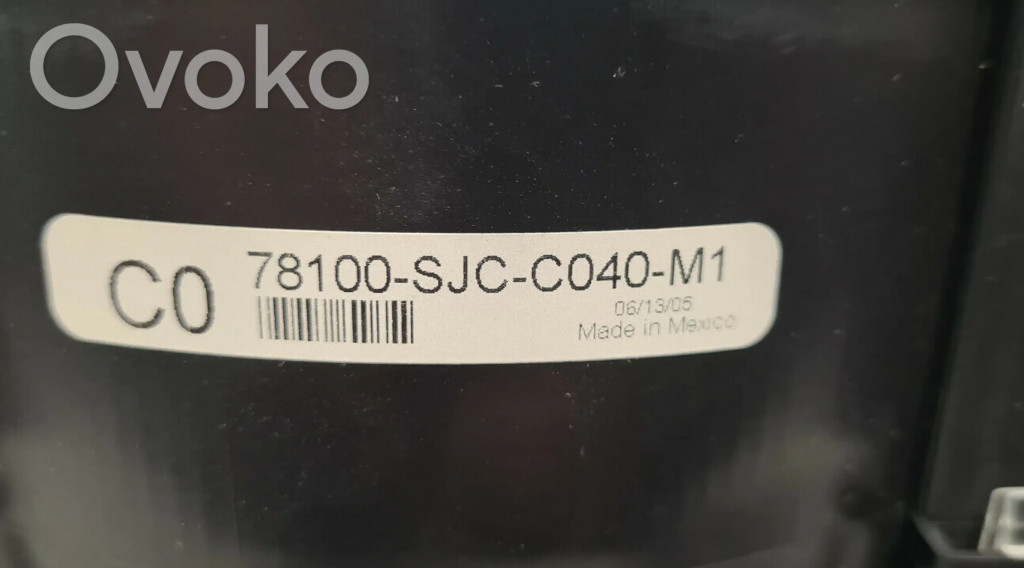 Ovoko
C0
78100-SJC-C040-M1
06/13/05
Made in Mexico